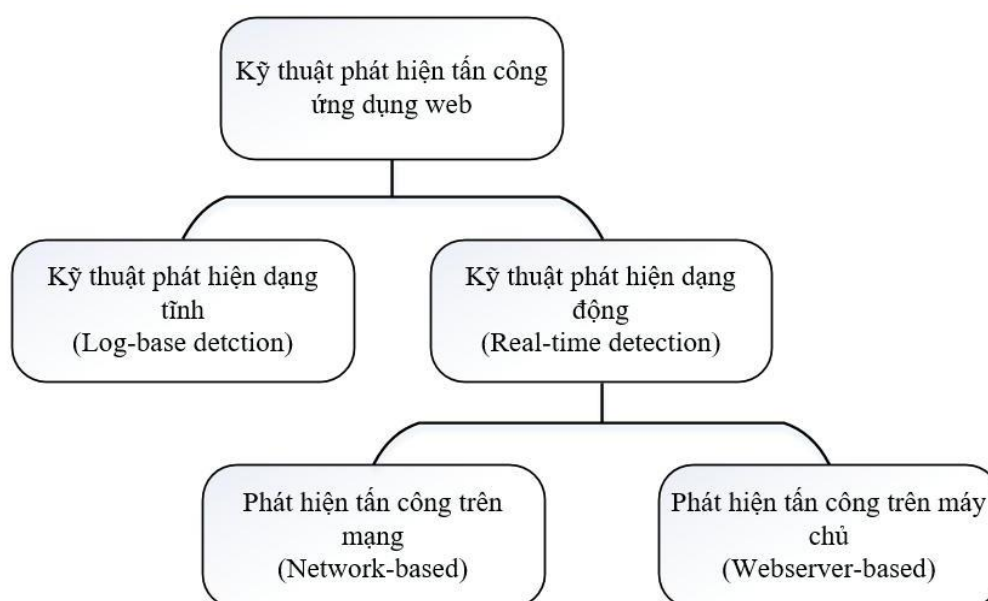 Kỹ thuật phát hiện tấn công
ứng dụng web
Kỹ thuật phát hiện dạng
tĩnh
(Log-base detction)
Kỹ thuật phát hiện dạng
động
(Real-time detection)
Phát hiện tấn công trên
mạng
(Network-based)
Phát hiện tấn công trên máy
chủ
(Webserver-based)